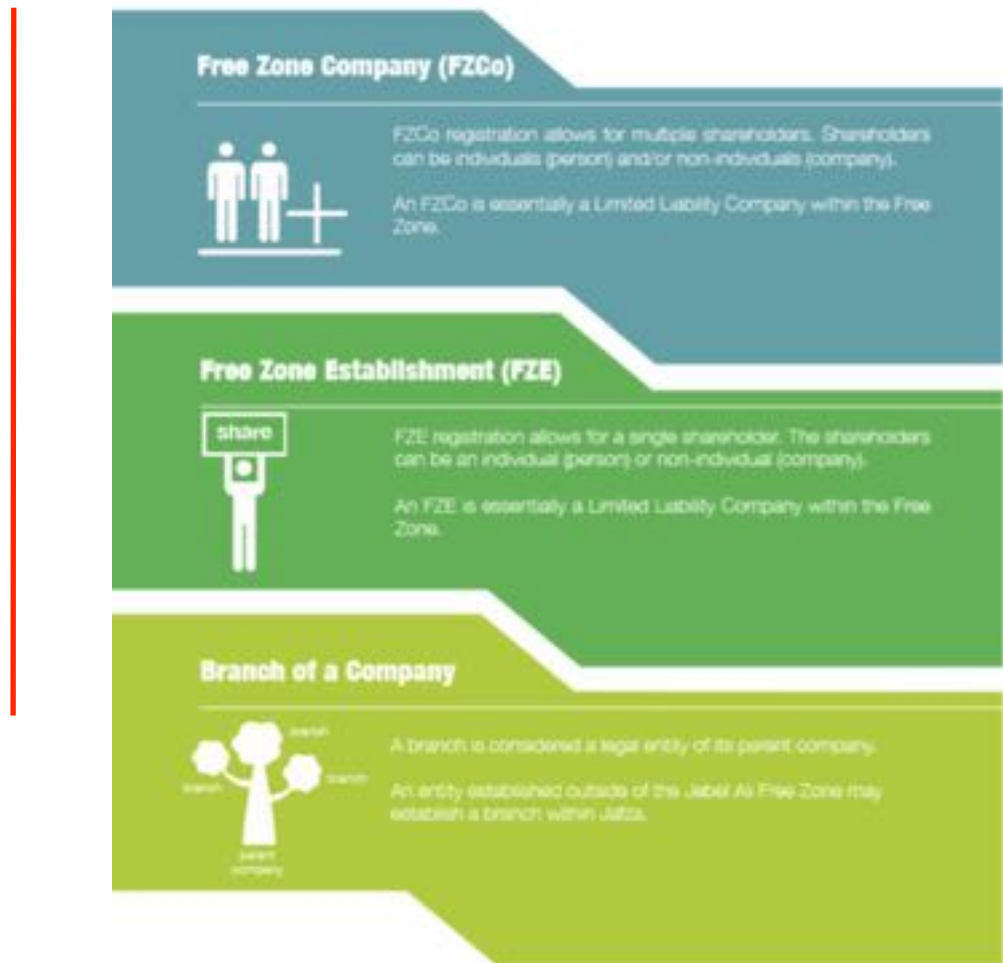 Free Zone Company (FZCo)
FZCo registration allows for multiple shareholders. Shareholders
can be individuals (person) and/or non-individuals (company).
An FZCo is essentially a Limited Liability Company within the Free
Zone.
Free Zone Establishment (FZE)
share
FZE registration allows for a single shareholder. The shareholders
can be an individual (person) or non-individual (company).
An FZE is essentially a Limited Liability Company within the Free
Zone.
Branch of a Company
branch
branch
branch
parent
company
A branch is considered a legal entity of its parent company.
An entity established outside of the Jebel Ali Free Zone may
establish a branch within Jafza.